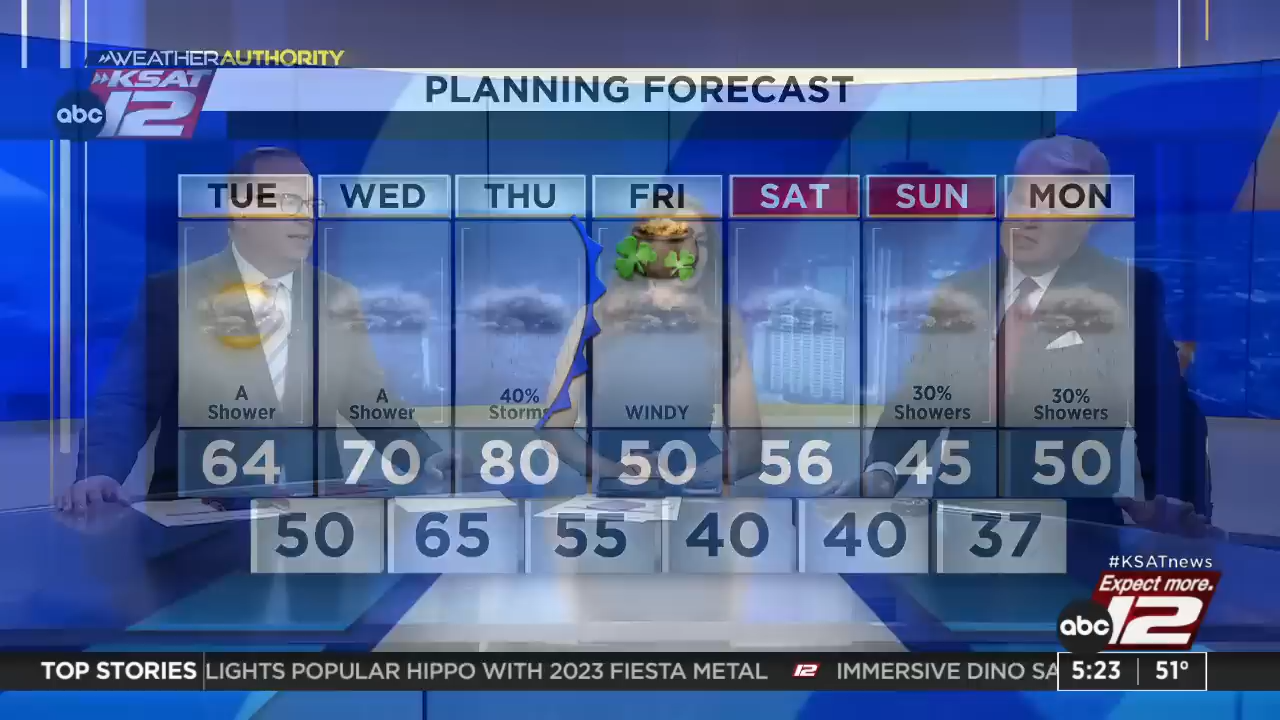 WEATHERAUTHORITY
KSAT
abc 12
PLANNING FORECAST
TUE WED THU FRI SAT SUN MON
A Shower
A Shower
40% Storms
WINDY
30% Showers
30% Showers
64 70 80 50 56 45 50
50 65 55 40 40 37
#KSATnews
Expect more.
abc 12
TOP STORIES LIGHTS POPULAR HIPPO WITH 2023 FIESTA METAL 12 IMMERSIVE DINO SA 5:23 51°